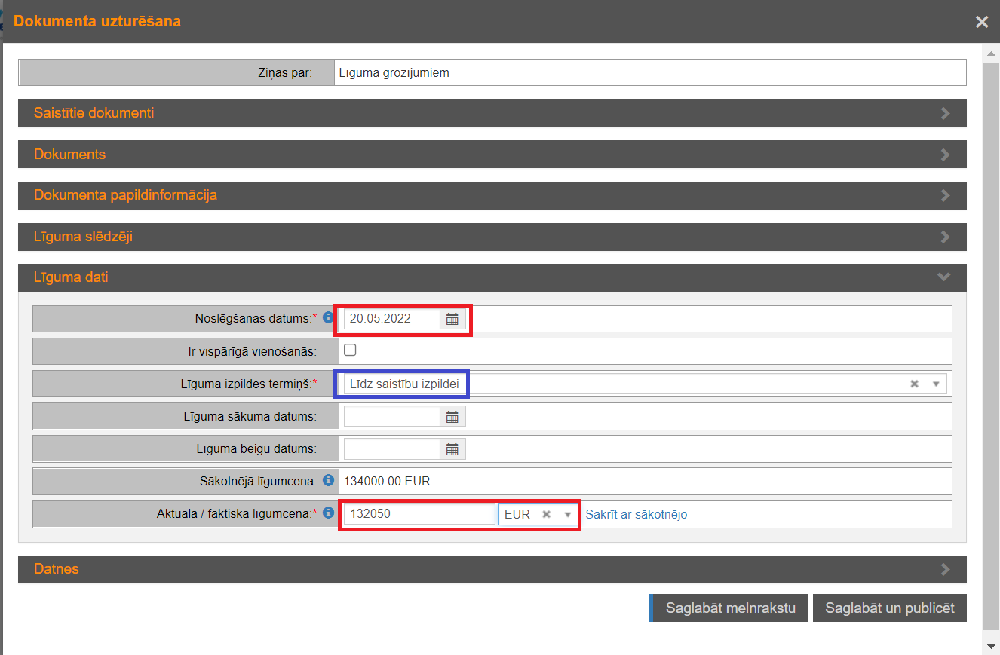 Dokumenta uzturēšana
Ziņas par: Līguma grozījumiem
Saistītie dokumenti
Dokuments
Dokumenta papildinformācija
Līguma slēdzēji
Līguma dati
Noslēgšanas datums:* 20.05.2022
Ir vispārīgā vienošanās:
Līguma izpildes termiņš:* Līdz saistību izpildei
Līguma sākuma datums:
Līguma beigu datums:
Sākotnējā līgumcena: 134000.00 EUR
Aktuālā / faktiskā līgumcena:* 132050 EUR Sakrīt ar sākotnējo
Datnes
Saglabāt melnrakstu Saglabāt un publicēt